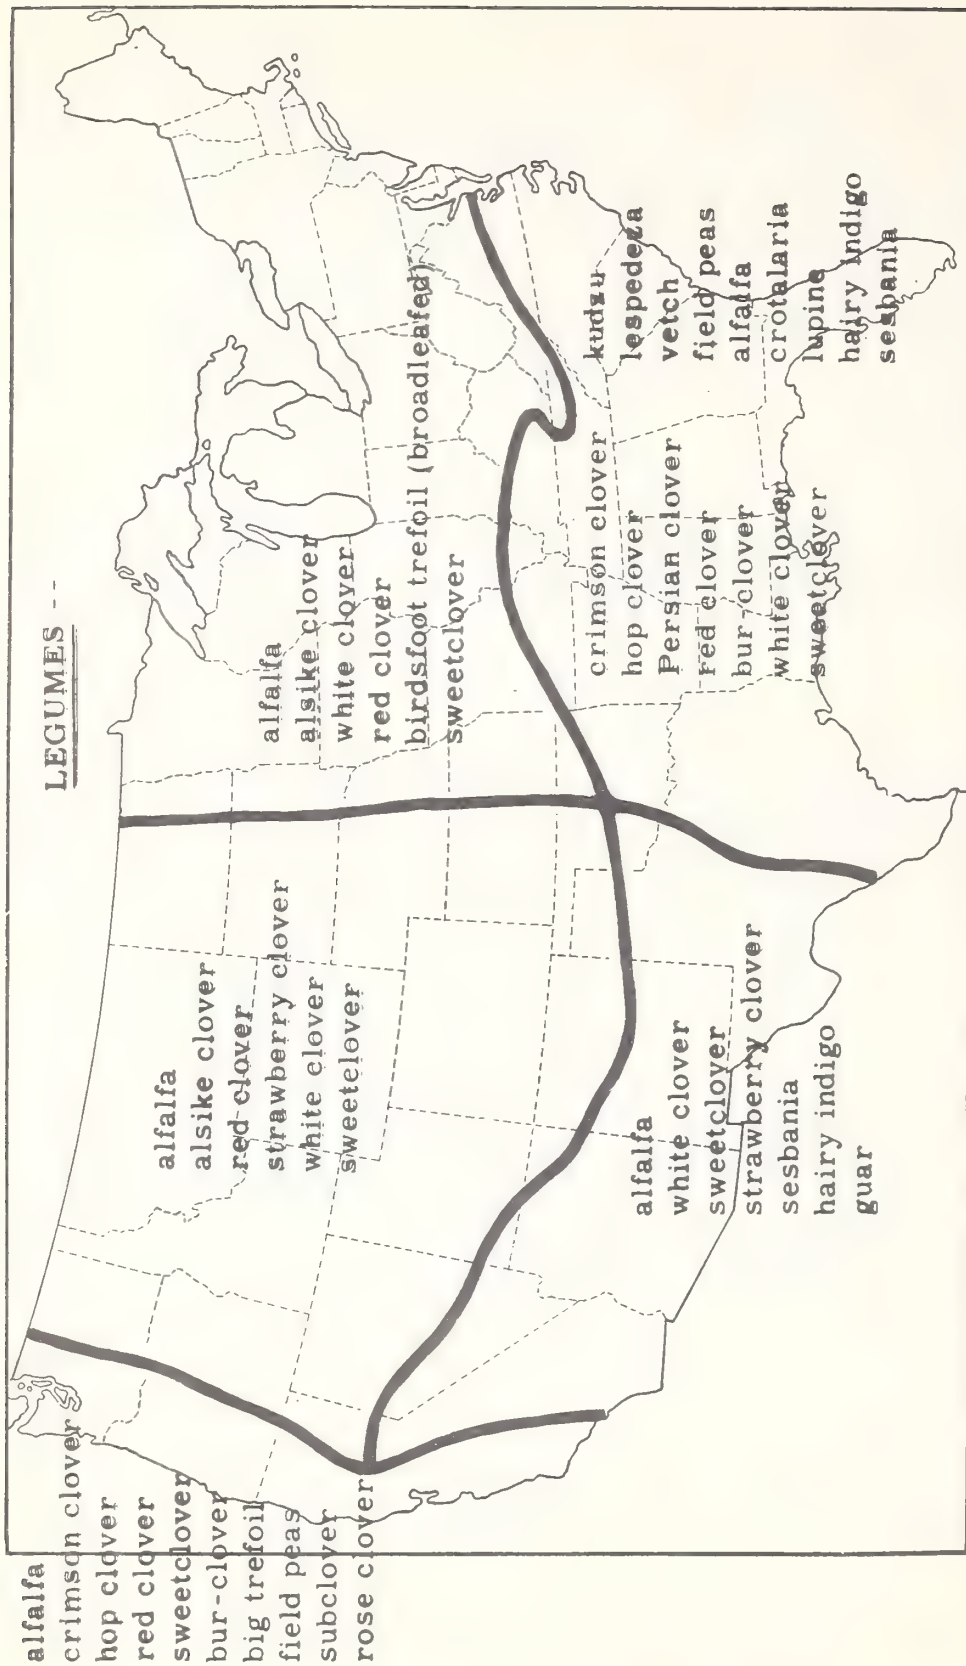 LEGUMES --
alfalfa
crimson clover
hop clover
red clover
sweetclover
bur-clover
big trefoil
field peas
subclover
rose clover
alfalfa
alsike clover
red clover
strawberry clover
white clover
sweetclover
alfalfa
alsike clover
white clover
red clover
birdsfoot trefoil (broadleafed)
sweetclover
alfalfa
white clover
sweetclover
strawberry clover
sesbania
hairy indigo
guar
crimson clover
hop clover
Persian clover
red clover
bur-clover
white clover
sweetclover
kudzu
lespedeza
vetch
field peas
alfalfa
crotalaria
lupine
hairy indigo
sesbania